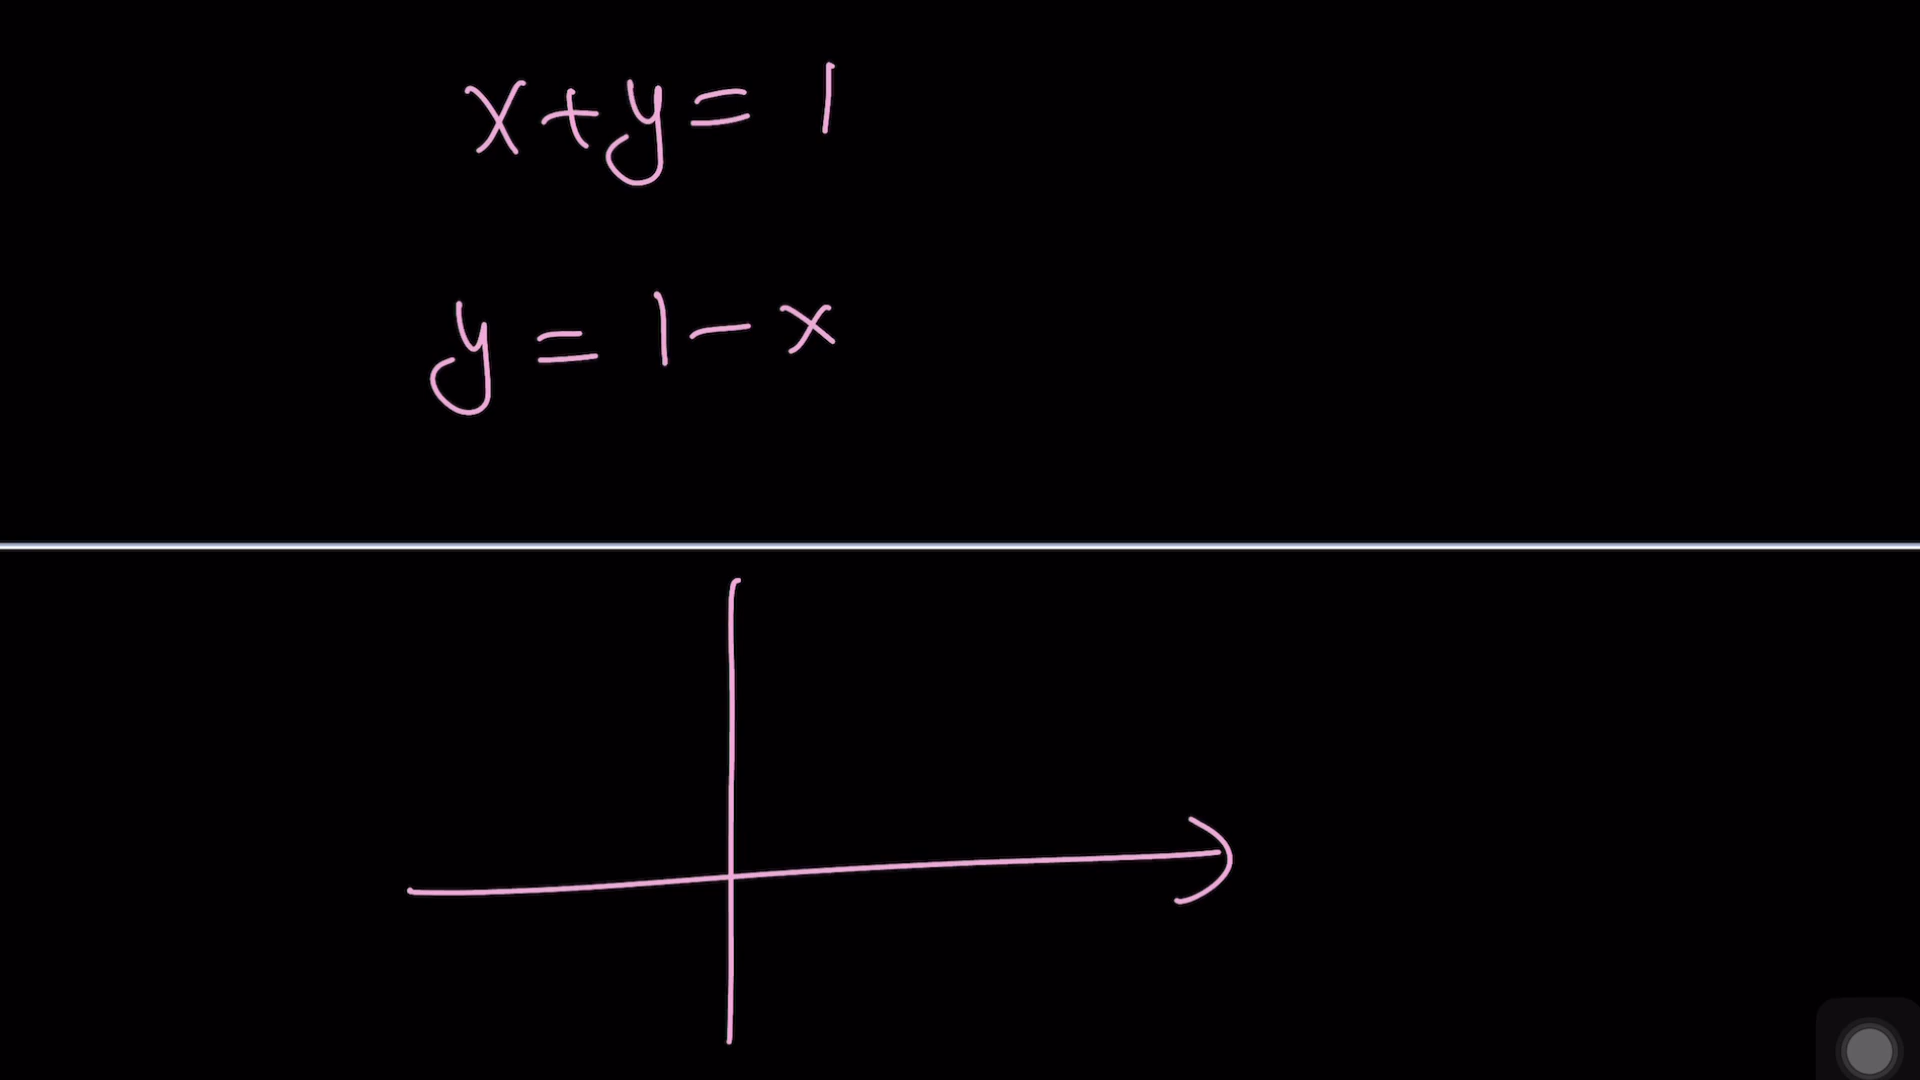 x+y= 1
y = 1-x